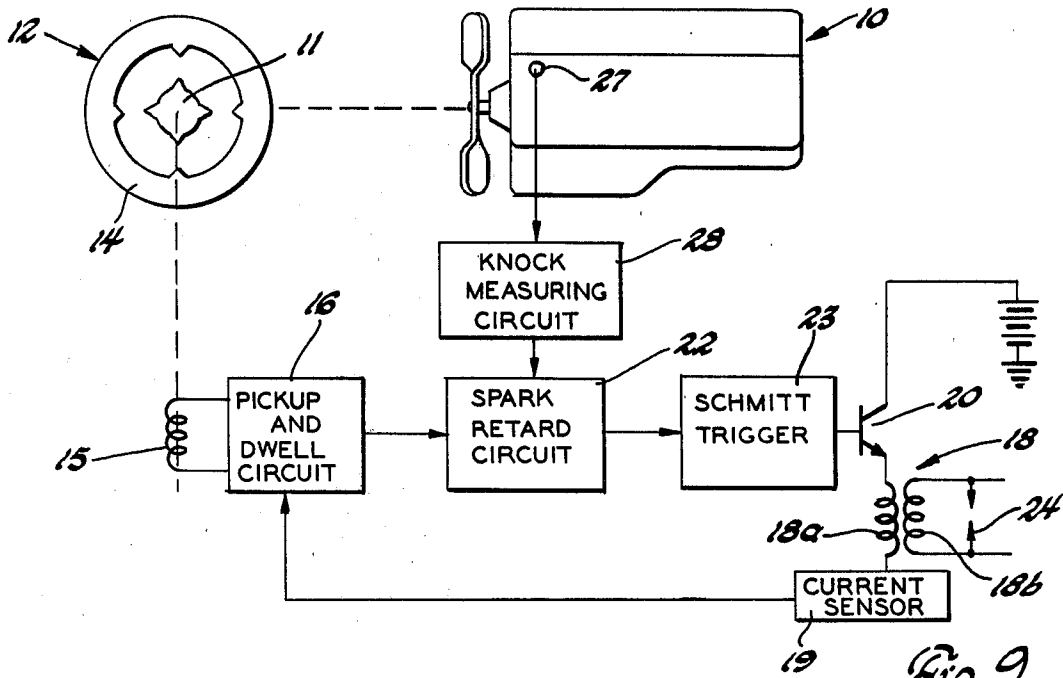 12
11
10
27
14
28
KNOCK
MEASURING
CIRCUIT
16
22
23
PICKUP
AND
DWELL
CIRCUIT
SPARK
RETARD
CIRCUIT
SCHMITT
TRIGGER
20
15
18
18a
24
18b
CURRENT
SENSOR
19
Fig. 9